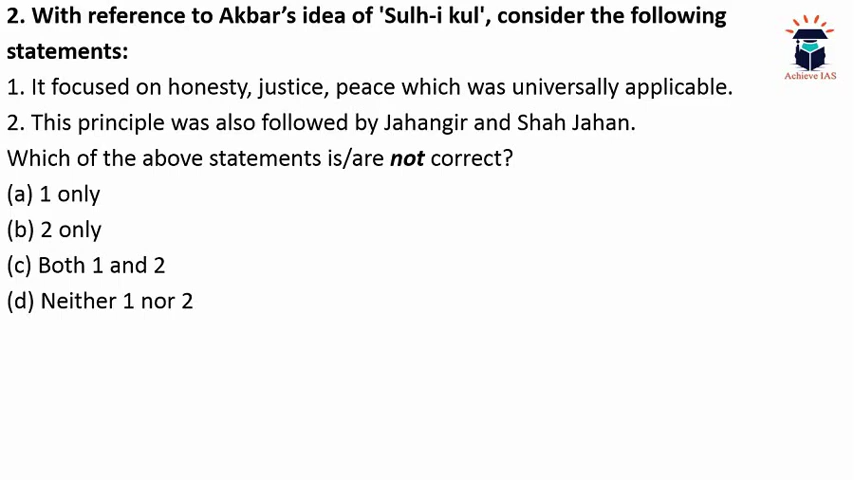 2. With reference to Akbar’s idea of 'Sulh-i kul', consider the following
statements:
1. It focused on honesty, justice, peace which was universally applicable.
2. This principle was also followed by Jahangir and Shah Jahan.
Which of the above statements is/are not correct?
(a) 1 only
(b) 2 only
(c) Both 1 and 2
(d) Neither 1 nor 2
Achieve IAS